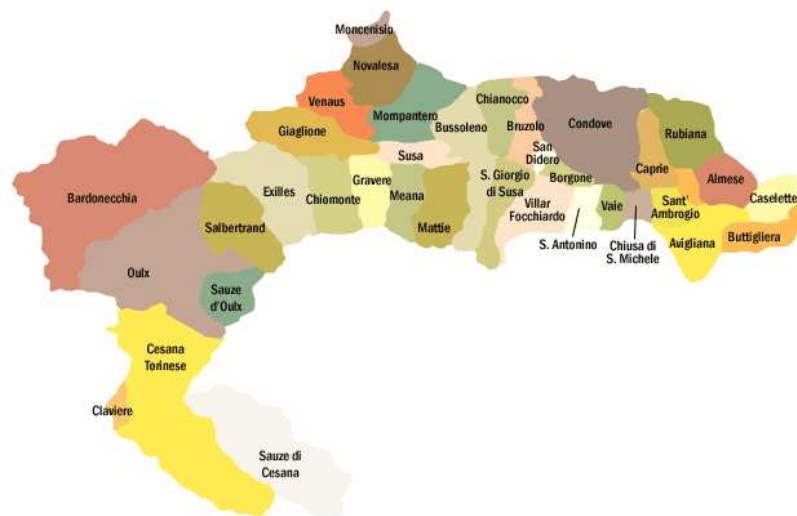 Moncenisio
Novalesa
Venaus
Mompantero
Giaglione
Chianocco
Bussoleno
Bruzolo
Condove
Rubiana
San
Didero
Susa
Caprie
Almese
Bardonecchia
Exilles
Chiomonte
Gravere
Meana
S. Giorgio
di Susa
Borgone
Caselette
Villar
Focchiardo
Vaie
Sant'
Ambrogio
Salbertrand
Mattie
S. Antonino
Chiusa di
S. Michele
Avigliana
Buttigliera
Oulx
Sauze
d'Oulx
Cesana
Torinese
Claviere
Sauze di
Cesana